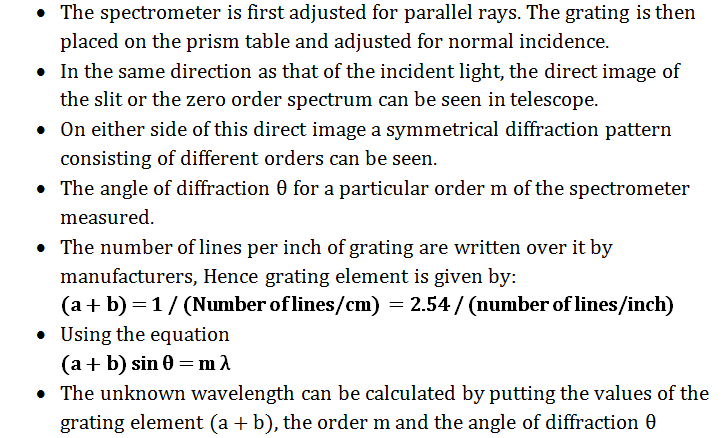 • The spectrometer is first adjusted for parallel rays. The grating is then
placed on the prism table and adjusted for normal incidence.
• In the same direction as that of the incident light, the direct image of
the slit or the zero order spectrum can be seen in telescope.
• On either side of this direct image a symmetrical diffraction pattern
consisting of different orders can be seen.
• The angle of diffraction θ for a particular order m of the spectrometer
measured.
• The number of lines per inch of grating are written over it by
manufacturers, Hence grating element is given by:
(a + b) = 1 / (Number of lines/cm) = 2.54 / (number of lines/inch)
• Using the equation
(a + b) sin θ = m λ
• The unknown wavelength can be calculated by putting the values of the
grating element (a + b), the order m and the angle of diffraction θ